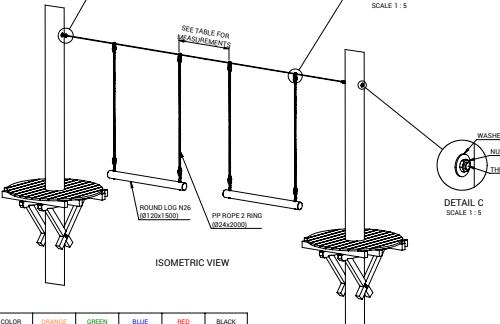 SCALE 1 : 5
SEE TABLE FOR
MEASUREMENTS
WASHE
NU
DETAIL C
SCALE 1 : 5
ROUND LOG N26
(Ø120x1500)
PP ROPE 2 RING
(Ø24x2000)
ISOMETRIC VIEW
COLOR ORANGE GREEN BLUE RED BLACK